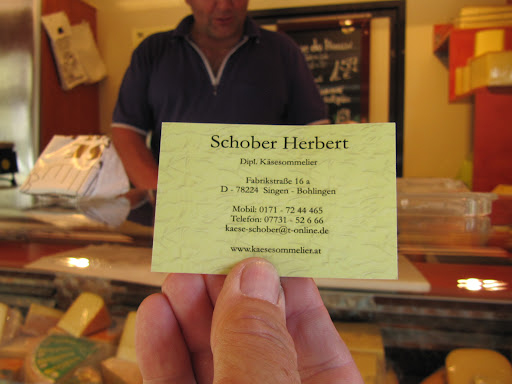 Schober Herbert
Dipl. Käsesommelier
Fabrikstraße 16 a
D - 78224 Singen - Bohlingen
Mobil: 0171 - 72 44 465
Telefon: 07731 - 52 6 66
kaese-schober@t-online.de
www.kaesesommelier.at